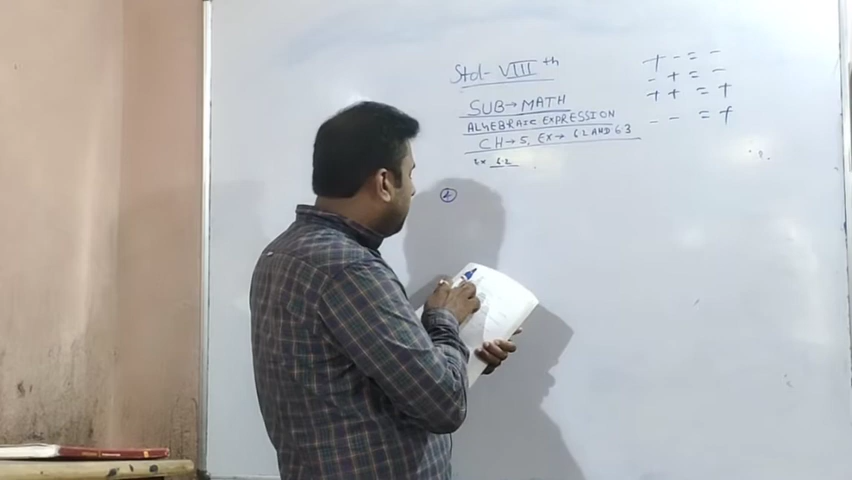 Std- VIII th
SUB → MATH
ALGEBRAIC EXPRESSION
CH → 5, EX → 6.2 AND 6.3
Ex 6.2
+ - = -
- + = -
+ + = +
- - = +